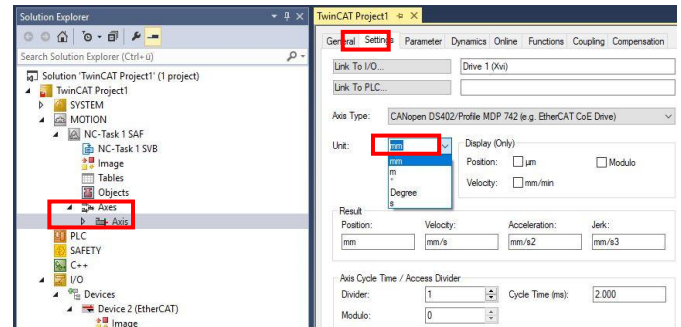 Solution Explorer
Search Solution Explorer (Ctrl+ü)
Solution 'TwinCAT Project1' (1 project)
TwinCAT Project1
SYSTEM
MOTION
NC-Task 1 SAF
NC-Task 1 SVB
Image
Tables
Objects
Axes
Axis
PLC
SAFETY
C++
I/O
Devices
Device 2 (EtherCAT)
Image
TwinCAT Project1
General Settings Parameter Dynamics Online Functions Coupling Compensation
Link To I/O... Drive 1 (Xvi)
Link To PLC...
Axis Type: CANopen DS402/Profile MDP 742 (e.g. EtherCAT CoE Drive)
Unit: mm Display (Only)
mm Position: µm Modulo
m
° Velocity: mm/min
Degree
s
Result
Position: Velocity: Acceleration: Jerk:
mm mm/s mm/s2 mm/s3
Axis Cycle Time / Access Divider
Divider: 1 Cycle Time (ms): 2.000
Modulo: 0